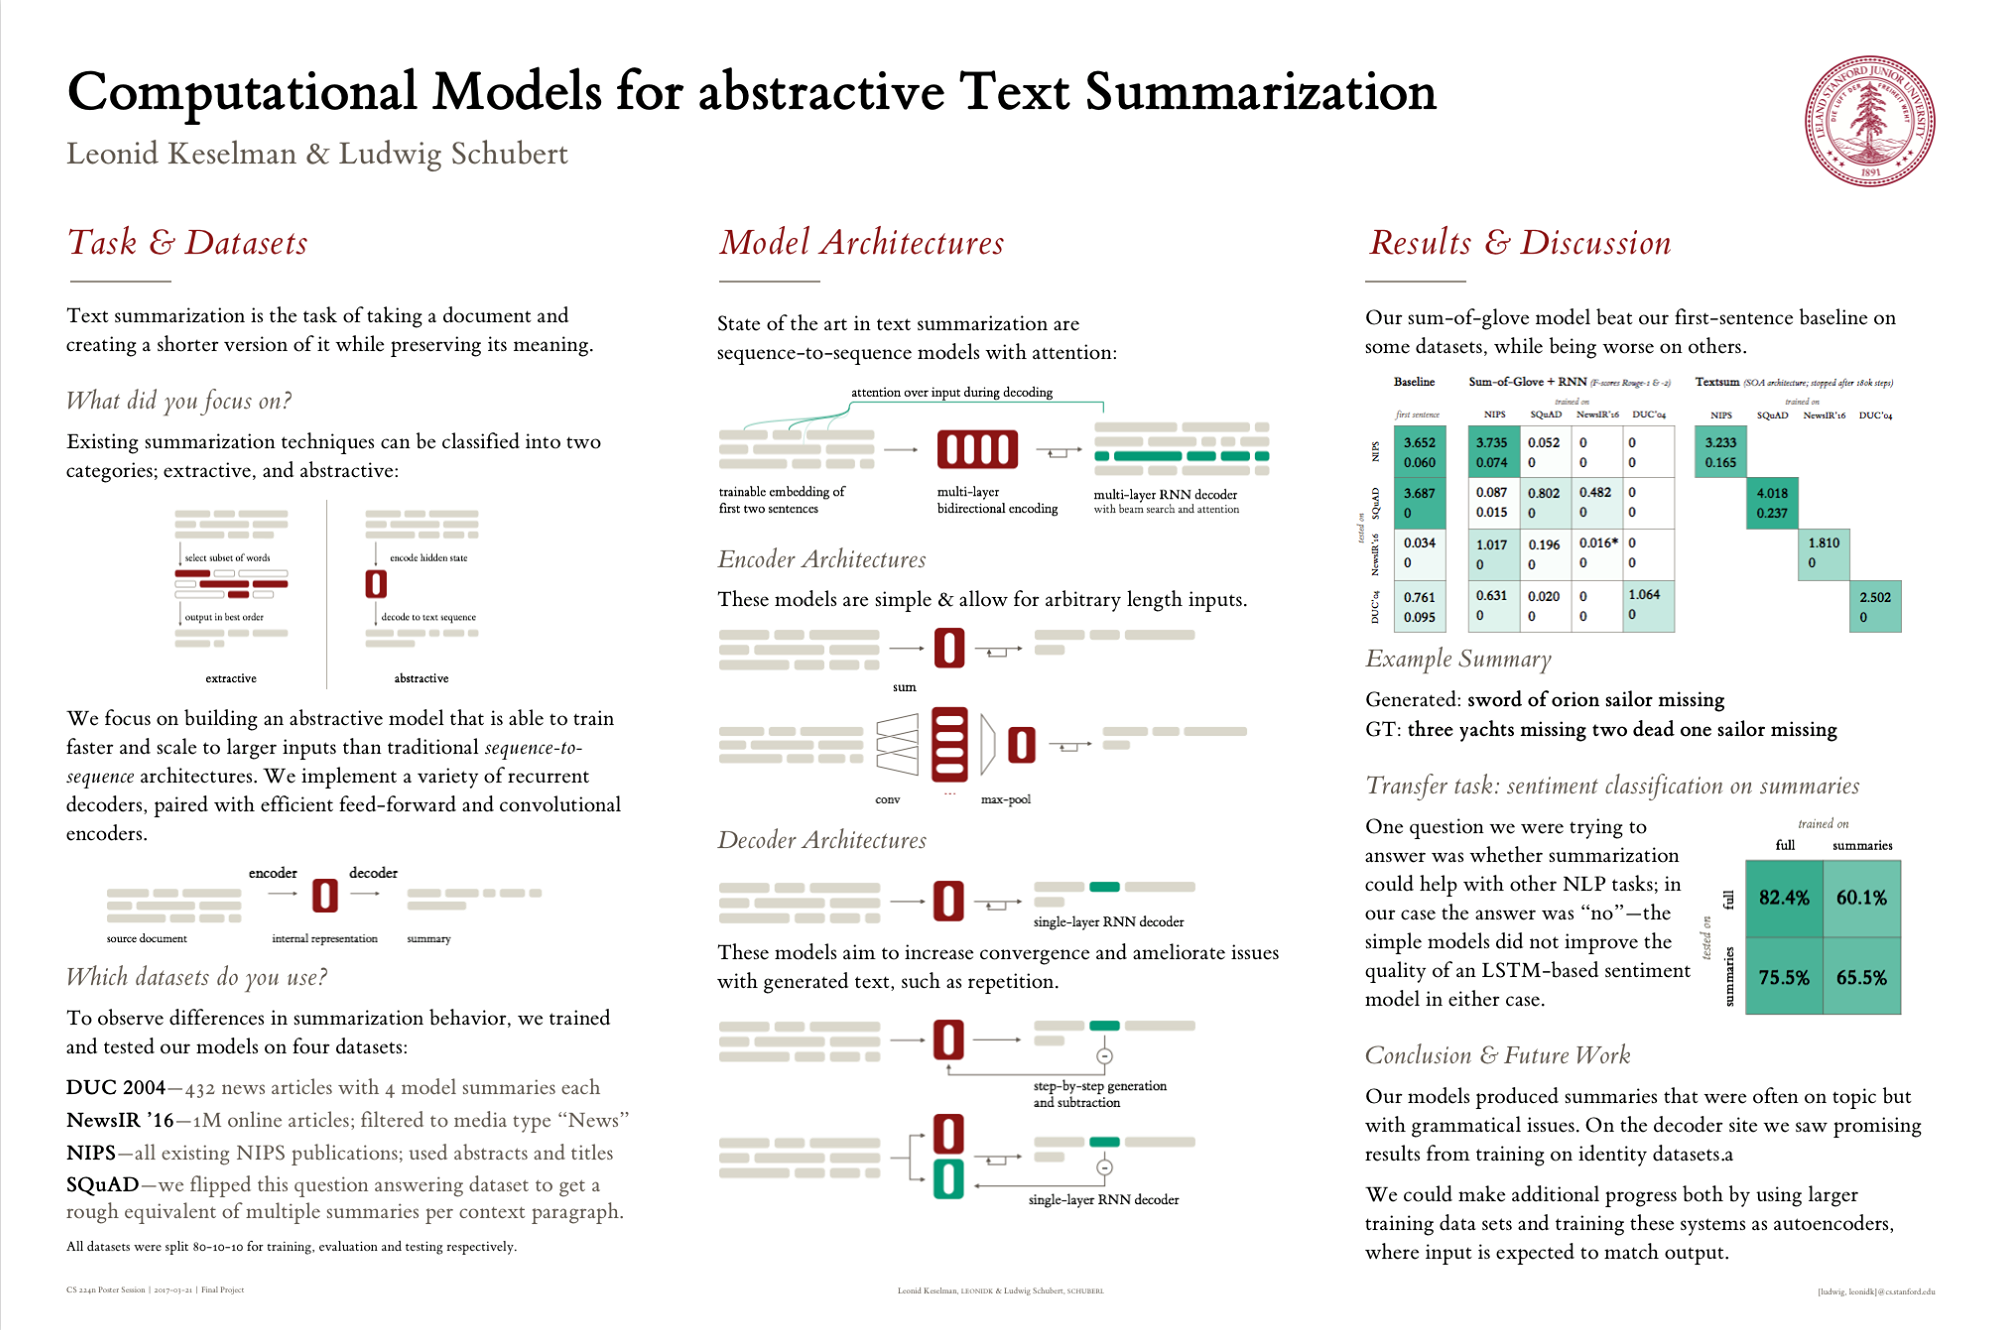 Computational Models for abstractive Text Summarization
Leonid Keselman & Ludwig Schubert
LELAND STANFORD JUNIOR UNIVERSITY
DIE LUFT DER FREIHEIT WEHT
1891
Task & Datasets
Text summarization is the task of taking a document and
creating a shorter version of it while preserving its meaning.
What did you focus on?
Existing summarization techniques can be classified into two
categories; extractive, and abstractive:
select subset of words
output in best order
extractive
encode hidden state
decode to text sequence
abstractive
We focus on building an abstractive model that is able to train
faster and scale to larger inputs than traditional sequence-to-
sequence architectures. We implement a variety of recurrent
decoders, paired with efficient feed-forward and convolutional
encoders.
encoder decoder
source document internal representation summary
Which datasets do you use?
To observe differences in summarization behavior, we trained
and tested our models on four datasets:
DUC 2004—432 news articles with 4 model summaries each
NewsIR ’16—1M online articles; filtered to media type “News”
NIPS—all existing NIPS publications; used abstracts and titles
SQuAD—we flipped this question answering dataset to get a
rough equivalent of multiple summaries per context paragraph.
All datasets were split 80-10-10 for training, evaluation and testing respectively.
Model Architectures
State of the art in text summarization are
sequence-to-sequence models with attention:
attention over input during decoding
trainable embedding of
first two sentences
multi-layer
bidirectional encoding
multi-layer RNN decoder
with beam search and attention
Encoder Architectures
These models are simple & allow for arbitrary length inputs.
sum
conv ... max-pool
Decoder Architectures
single-layer RNN decoder
These models aim to increase convergence and ameliorate issues
with generated text, such as repetition.
step-by-step generation
and subtraction
single-layer RNN decoder
Results & Discussion
Our sum-of-glove model beat our first-sentence baseline on
some datasets, while being worse on others.
Baseline Sum-of-Glove + RNN (F-scores Rouge-1 & -2) Textsum (SOA architecture; stopped after 180k steps)
trained on trained on
first sentence NIPS SQuAD NewsIR’16 DUC’04 NIPS SQuAD NewsIR’16 DUC’04
tested on
NIPS 3.652 3.735 0.052 0 0 3.233
0.060 0.074 0 0 0 0.165
SQuAD 3.687 0.087 0.802 0.482 0 4.018
0 0.015 0 0 0 0.237
NewsIR’16 0.034 1.017 0.196 0.016* 0 1.810
0 0 0 0 0 0
DUC’04 0.761 0.631 0.020 0 1.064 2.502
0.095 0 0 0 0 0
Example Summary
Generated: sword of orion sailor missing
GT: three yachts missing two dead one sailor missing
Transfer task: sentiment classification on summaries
One question we were trying to
answer was whether summarization
could help with other NLP tasks; in
our case the answer was “no”—the
simple models did not improve the
quality of an LSTM-based sentiment
model in either case.
trained on
full summaries
tested on
full 82.4% 60.1%
summaries 75.5% 65.5%
Conclusion & Future Work
Our models produced summaries that were often on topic but
with grammatical issues. On the decoder site we saw promising
results from training on identity datasets.a
We could make additional progress both by using larger
training data sets and training these systems as autoencoders,
where input is expected to match output.
CS 224n Poster Session | 2017-03-21 | Final Project
Leonid Keselman, LEONIDK & Ludwig Schubert, SCHUBERL
[ludwig, leonidk]@cs.stanford.edu